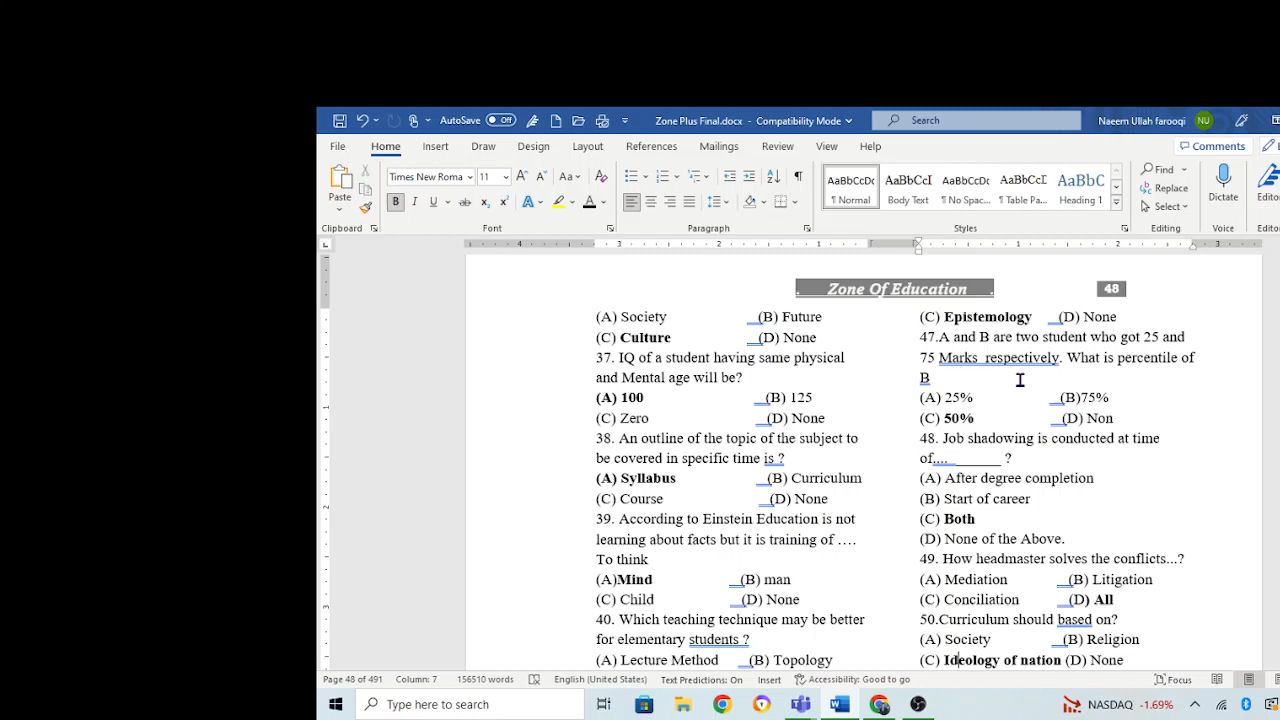 AutoSave Off
Zone Plus Final.docx - Compatibility Mode
Search
Naeem Ullah farooqi NU
File Home Insert Draw Design Layout References Mailings Review View Help
Comments
Times New Roma 11
Paste
Clipboard Font Paragraph Styles Editing Voice
AaBbCcDc AaBbCcI AaBbCcDc AaBbCcDc AaBbC
¶ Normal Body Text ¶ No Spac... ¶ Table Pa... Heading 1
Find
Replace
Select
Dictate
Zone Of Education 48
(A) Society (B) Future
(C) Culture (D) None
37. IQ of a student having same physical
and Mental age will be?
(A) 100 (B) 125
(C) Zero (D) None
38. An outline of the topic of the subject to
be covered in specific time is ?
(A) Syllabus (B) Curriculum
(C) Course (D) None
39. According to Einstein Education is not
learning about facts but it is training of ….
To think
(A)Mind (B) man
(C) Child (D) None
40. Which teaching technique may be better
for elementary students ?
(A) Lecture Method (B) Topology
(C) Epistemology (D) None
47.A and B are two student who got 25 and
75 Marks respectively. What is percentile of
B
(A) 25% (B)75%
(C) 50% (D) Non
48. Job shadowing is conducted at time
of.... ______ ?
(A) After degree completion
(B) Start of career
(C) Both
(D) None of the Above.
49. How headmaster solves the conflicts...?
(A) Mediation (B) Litigation
(C) Conciliation (D) All
50.Curriculum should based on?
(A) Society (B) Religion
(C) Ideology of nation (D) None
Page 48 of 491 Column: 7 156510 words English (United States) Text Predictions: On Accessibility: Good to go Focus
Type here to search
NASDAQ -1.69%